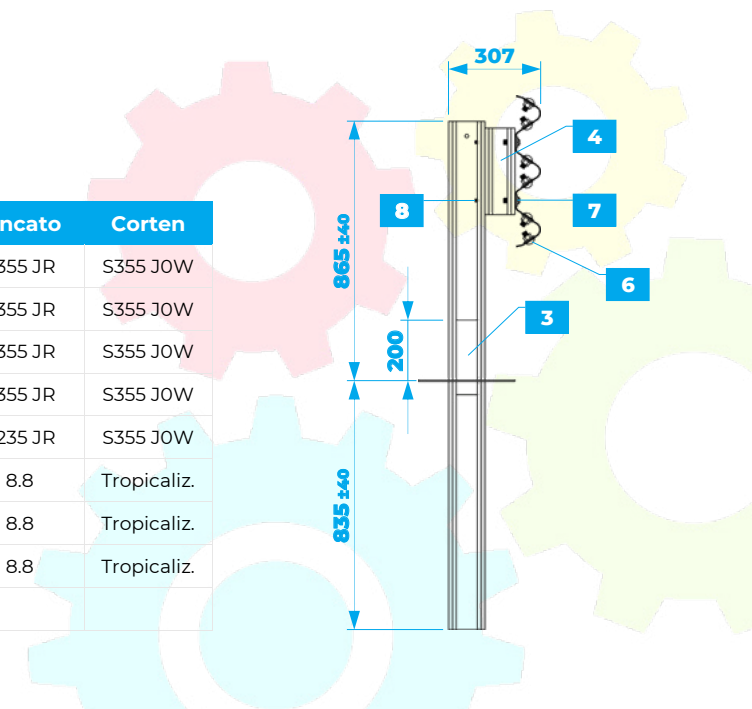 ncato Corten
355 JR S355 J0W
355 JR S355 J0W
355 JR S355 J0W
355 JR S355 J0W
235 JR S355 J0W
8.8 Tropicaliz.
8.8 Tropicaliz.
8.8 Tropicaliz.
307
4
8
7
865 ±40
6
3
200
835 ±40